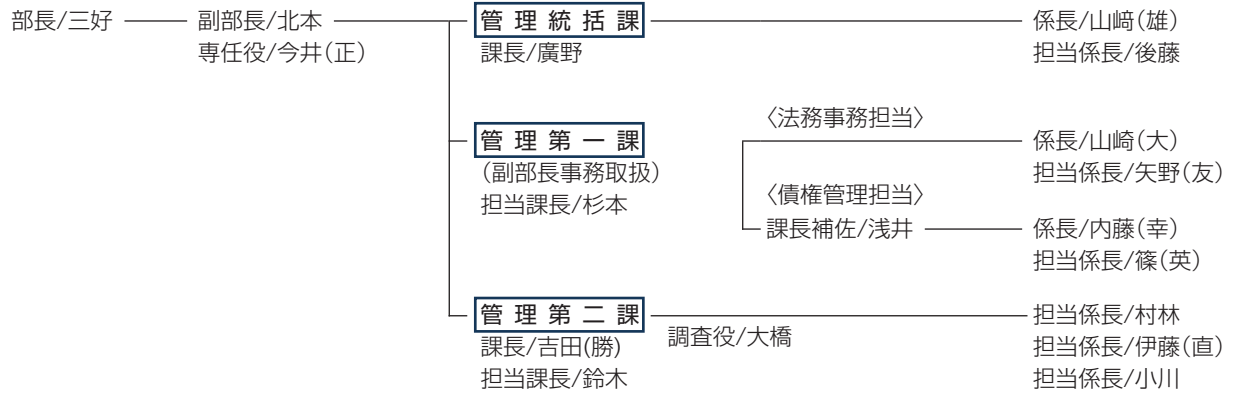 部長/三好
副部長/北本
専任役/今井(正)
管理統括課
課長/廣野
係長/山﨑(雄)
担当係長/後藤
管理第一課
(副部長事務取扱)
担当課長/杉本
〈法務事務担当〉
係長/山崎(大)
担当係長/矢野(友)
〈債権管理担当〉
課長補佐/浅井
係長/内藤(幸)
担当係長/篠(英)
管理第二課
課長/吉田(勝)
担当課長/鈴木
調査役/大橋
担当係長/村林
担当係長/伊藤(直)
担当係長/小川